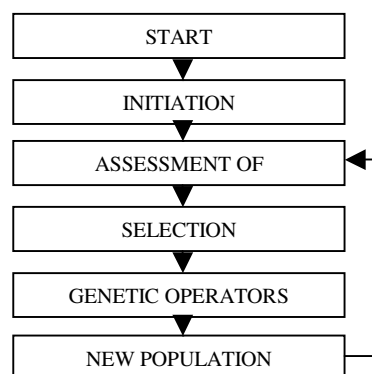 START
INITIATION
ASSESSMENT OF
SELECTION
GENETIC OPERATORS
NEW POPULATION